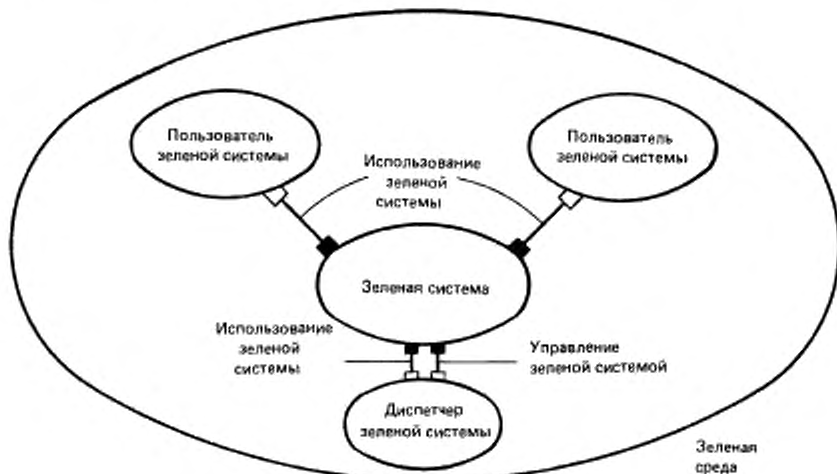 Пользователь
зеленой системы
Пользователь
зеленой системы
Использование
зеленой
системы
Зеленая система
Использование
зеленой
системы
Управление
зеленой системой
Диспетчер
зеленой системы
Зеленая
среда